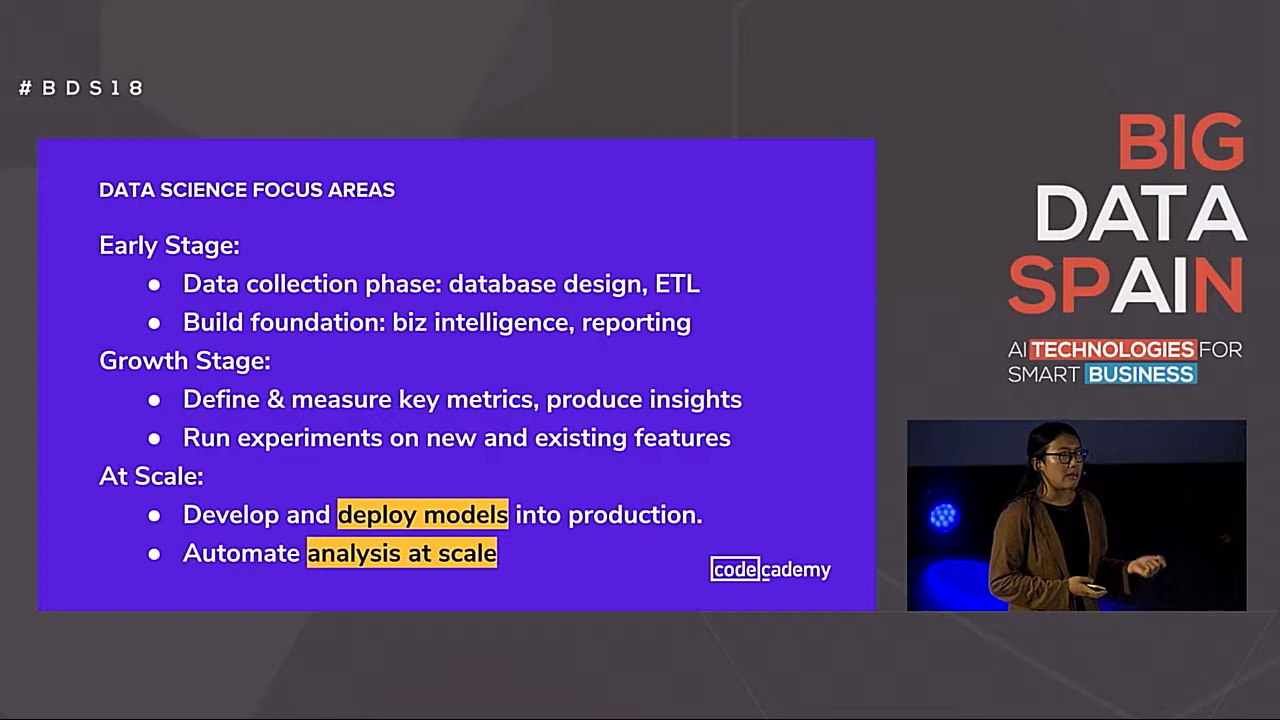 #BDS18
DATA SCIENCE FOCUS AREAS
Early Stage:
● Data collection phase: database design, ETL
● Build foundation: biz intelligence, reporting
Growth Stage:
● Define & measure key metrics, produce insights
● Run experiments on new and existing features
At Scale:
● Develop and deploy models into production.
● Automate analysis at scale
codecademy
BIG
DATA
SPAIN
AI TECHNOLOGIES FOR
SMART BUSINESS